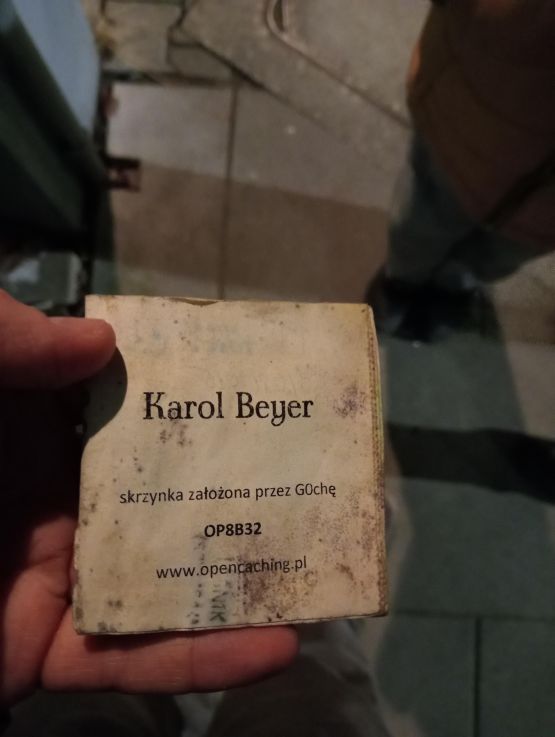 Karol Beyer
skrzynka założona przez G0chę
OP8B32
www.opencaching.pl